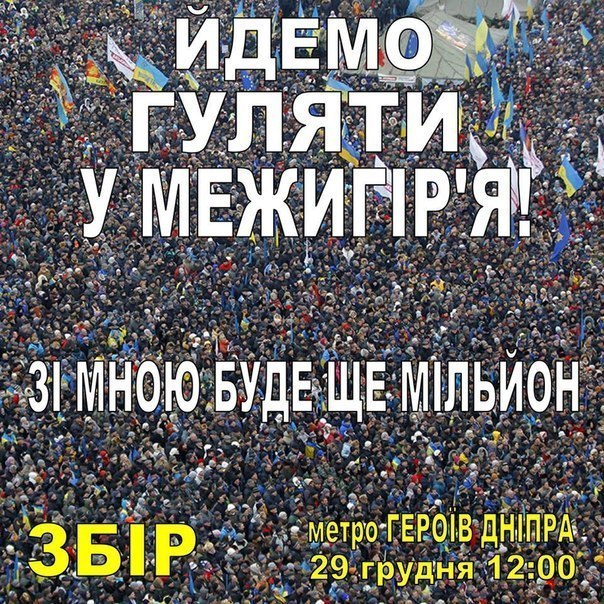 ЙДЕМО
ГУЛЯТИ
У МЕЖИГІР'Я!
ЗІ МНОЮ БУДЕ ЩЕ МІЛЬЙОН
ЗБІР
метро ГЕРОЇВ ДНІПРА
29 грудня 12:00